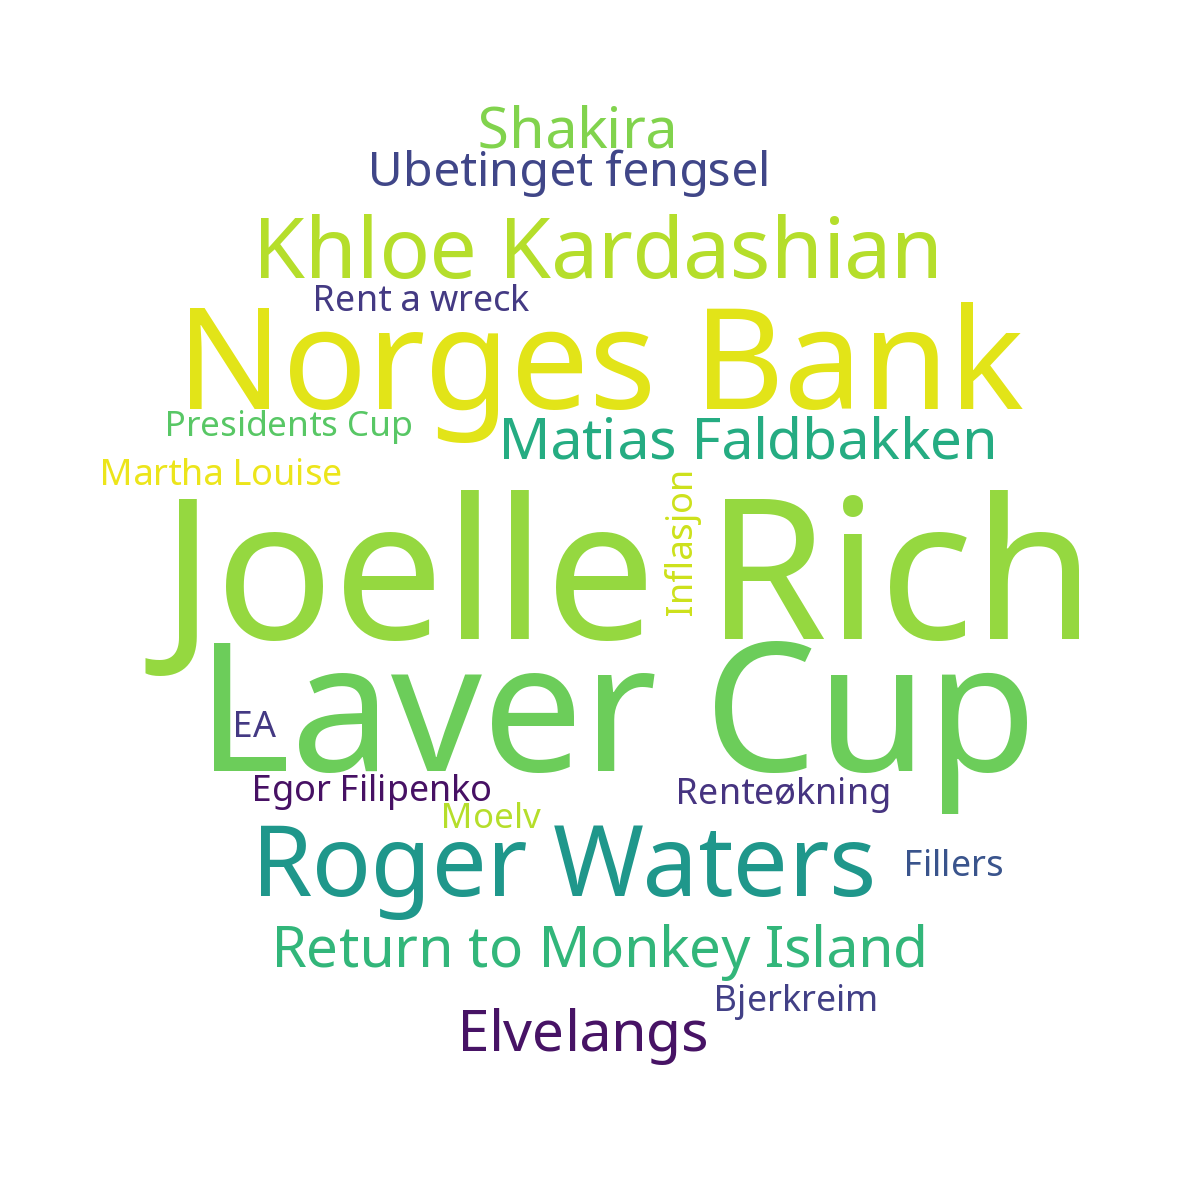 Shakira
Ubetinget fengsel
Khloe Kardashian
Rent a wreck
Norges Bank
Presidents Cup
Matias Faldbakken
Martha Louise
Inflasjon
Joelle Rich
Laver Cup
EA
Egor Filipenko
Renteøkning
Moelv
Roger Waters
Fillers
Return to Monkey Island
Bjerkreim
Elvelangs